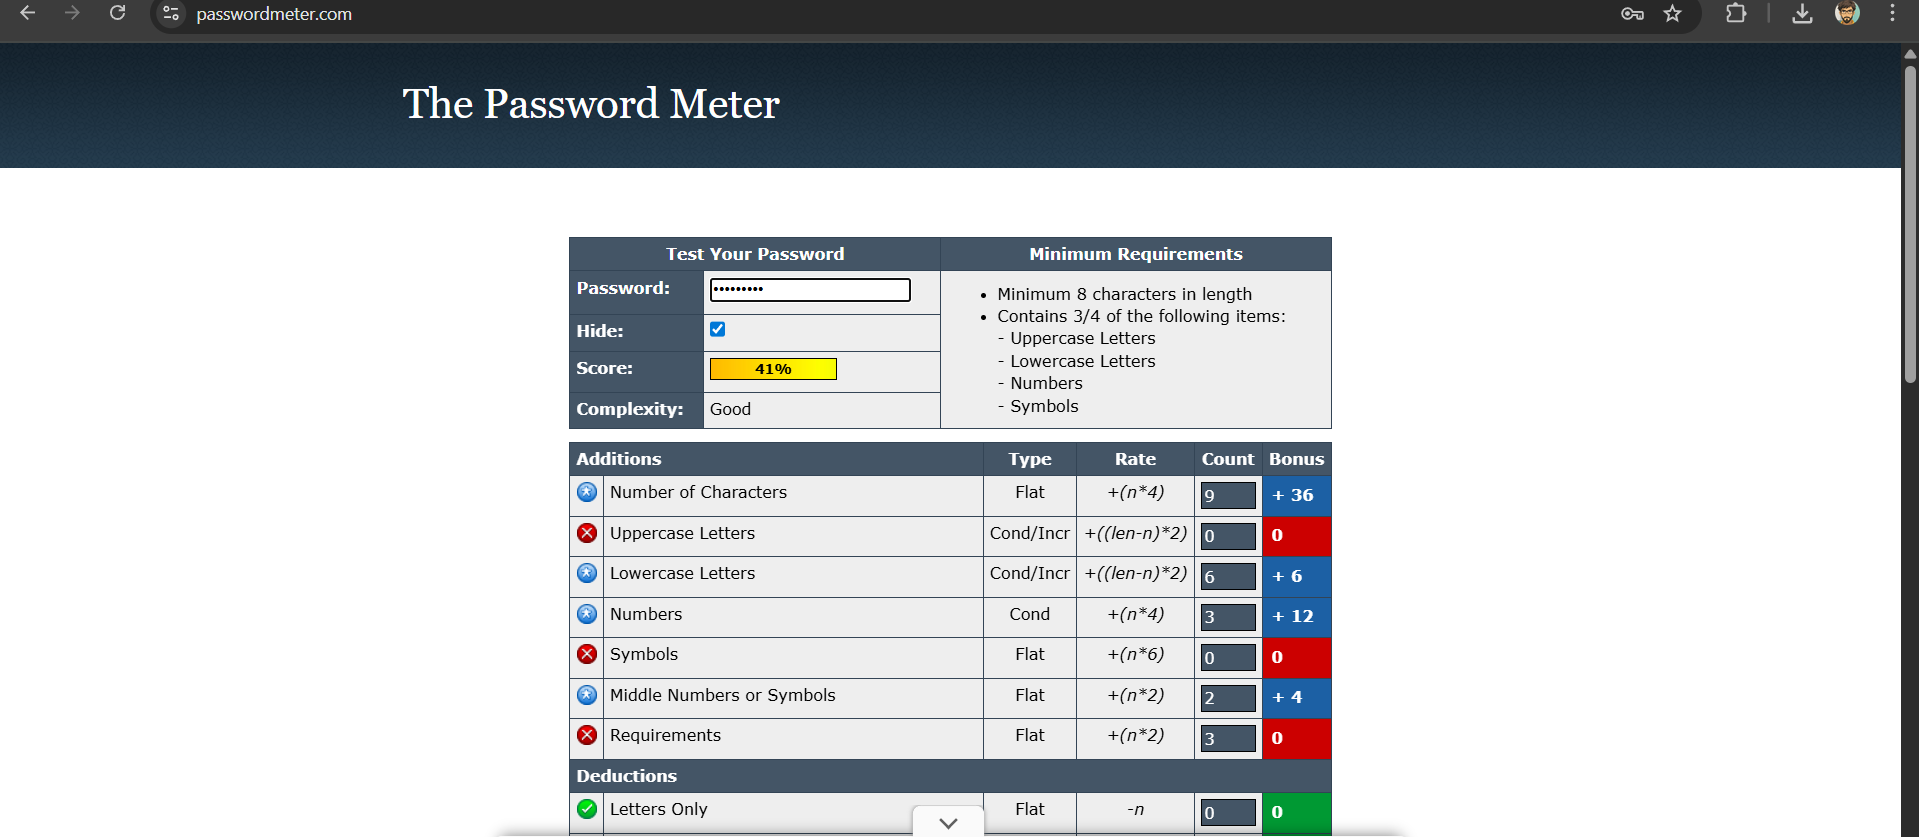 passwordmeter.com
The Password Meter
Test Your Password
Minimum Requirements
Password: •••••••••
Hide:
Score: 41%
Complexity: Good
• Minimum 8 characters in length
• Contains 3/4 of the following items:
- Uppercase Letters
- Lowercase Letters
- Numbers
- Symbols
Additions Type Rate Count Bonus
Number of Characters Flat +(n*4) 9 + 36
Uppercase Letters Cond/Incr +((len-n)*2) 0 0
Lowercase Letters Cond/Incr +((len-n)*2) 6 + 6
Numbers Cond +(n*4) 3 + 12
Symbols Flat +(n*6) 0 0
Middle Numbers or Symbols Flat +(n*2) 2 + 4
Requirements Flat +(n*2) 3 0
Deductions
Letters Only Flat -n 0 0